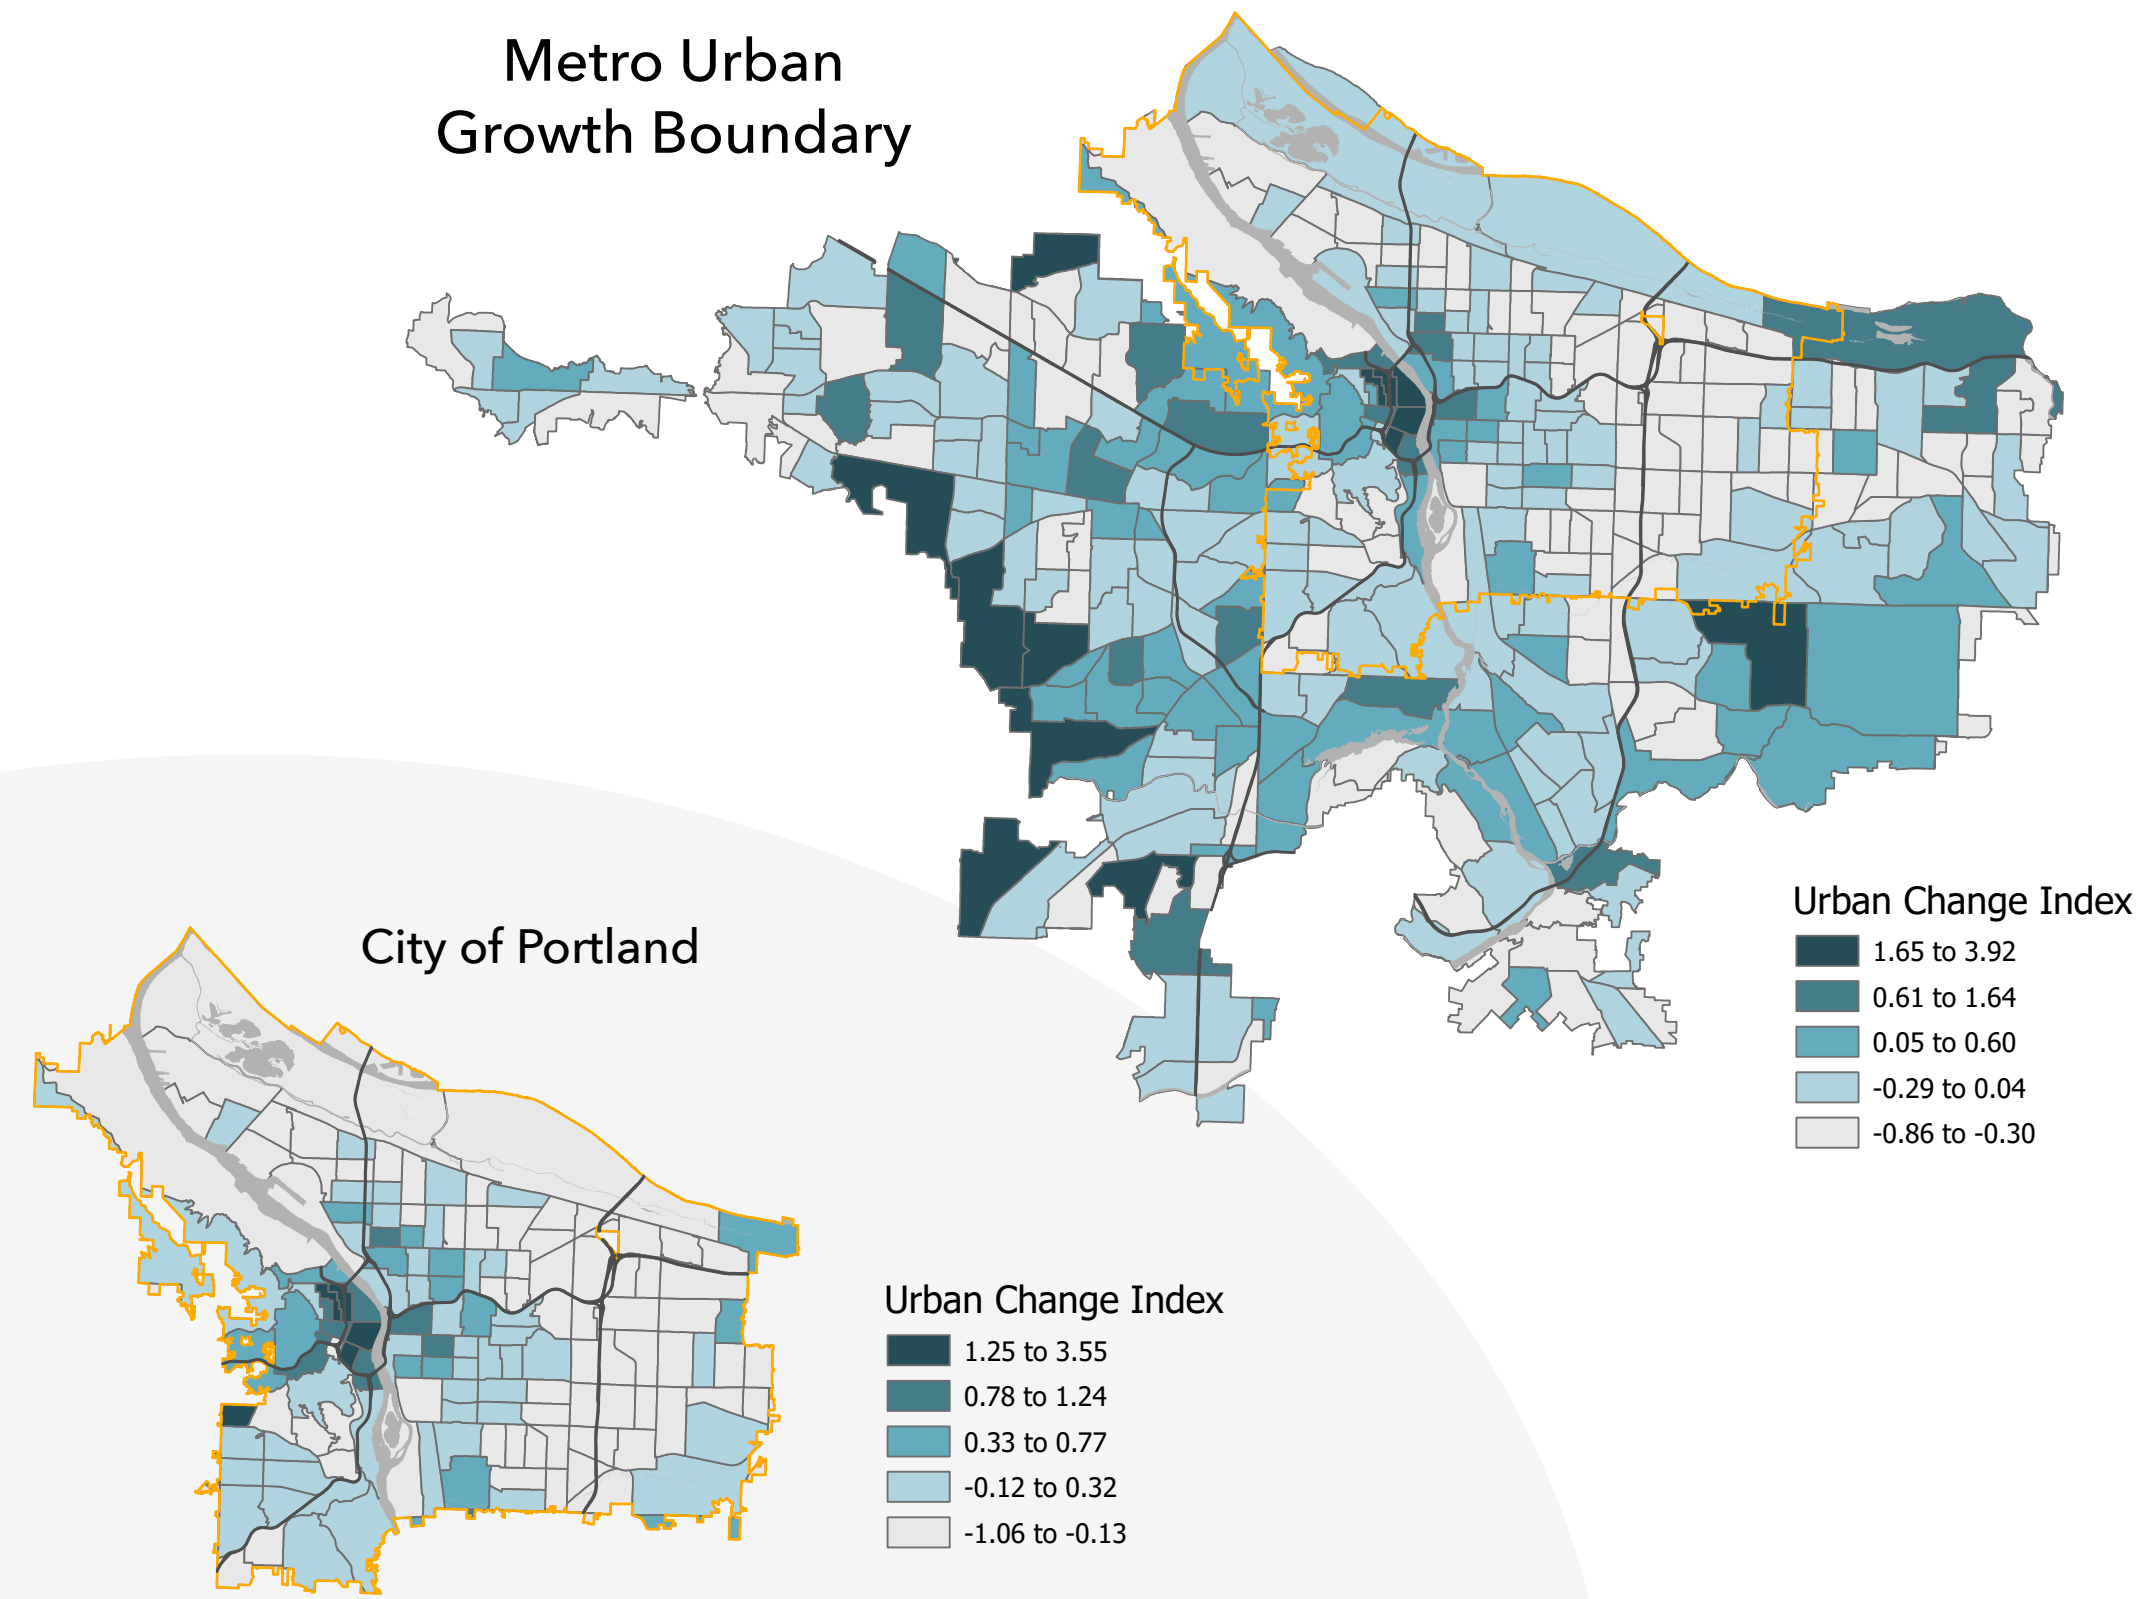 Metro Urban
Growth Boundary
Urban Change Index
1.65 to 3.92
0.61 to 1.64
0.05 to 0.60
-0.29 to 0.04
-0.86 to -0.30
City of Portland
Urban Change Index
1.25 to 3.55
0.78 to 1.24
0.33 to 0.77
-0.12 to 0.32
-1.06 to -0.13